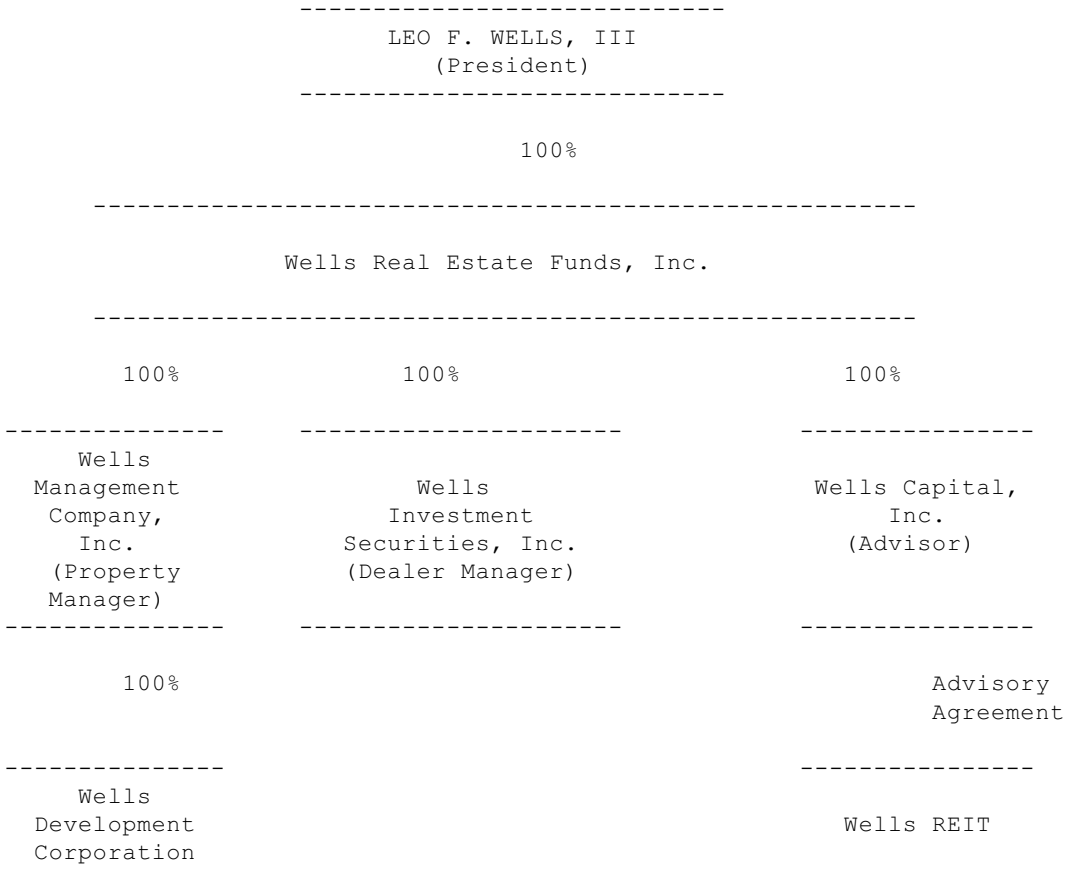 -----------------------------
LEO F. WELLS, III
(President)
-----------------------------
100%
--------------------------------------------------------
Wells Real Estate Funds, Inc.
--------------------------------------------------------
100% 100% 100%
--------------- ---------------------- ----------------
Wells
Management Wells Wells Capital,
Company, Investment Inc.
Inc. Securities, Inc. (Advisor)
(Property (Dealer Manager)
Manager)
--------------- ---------------------- ----------------
100% Advisory
Agreement
--------------- ----------------
Wells
Development Wells REIT
Corporation